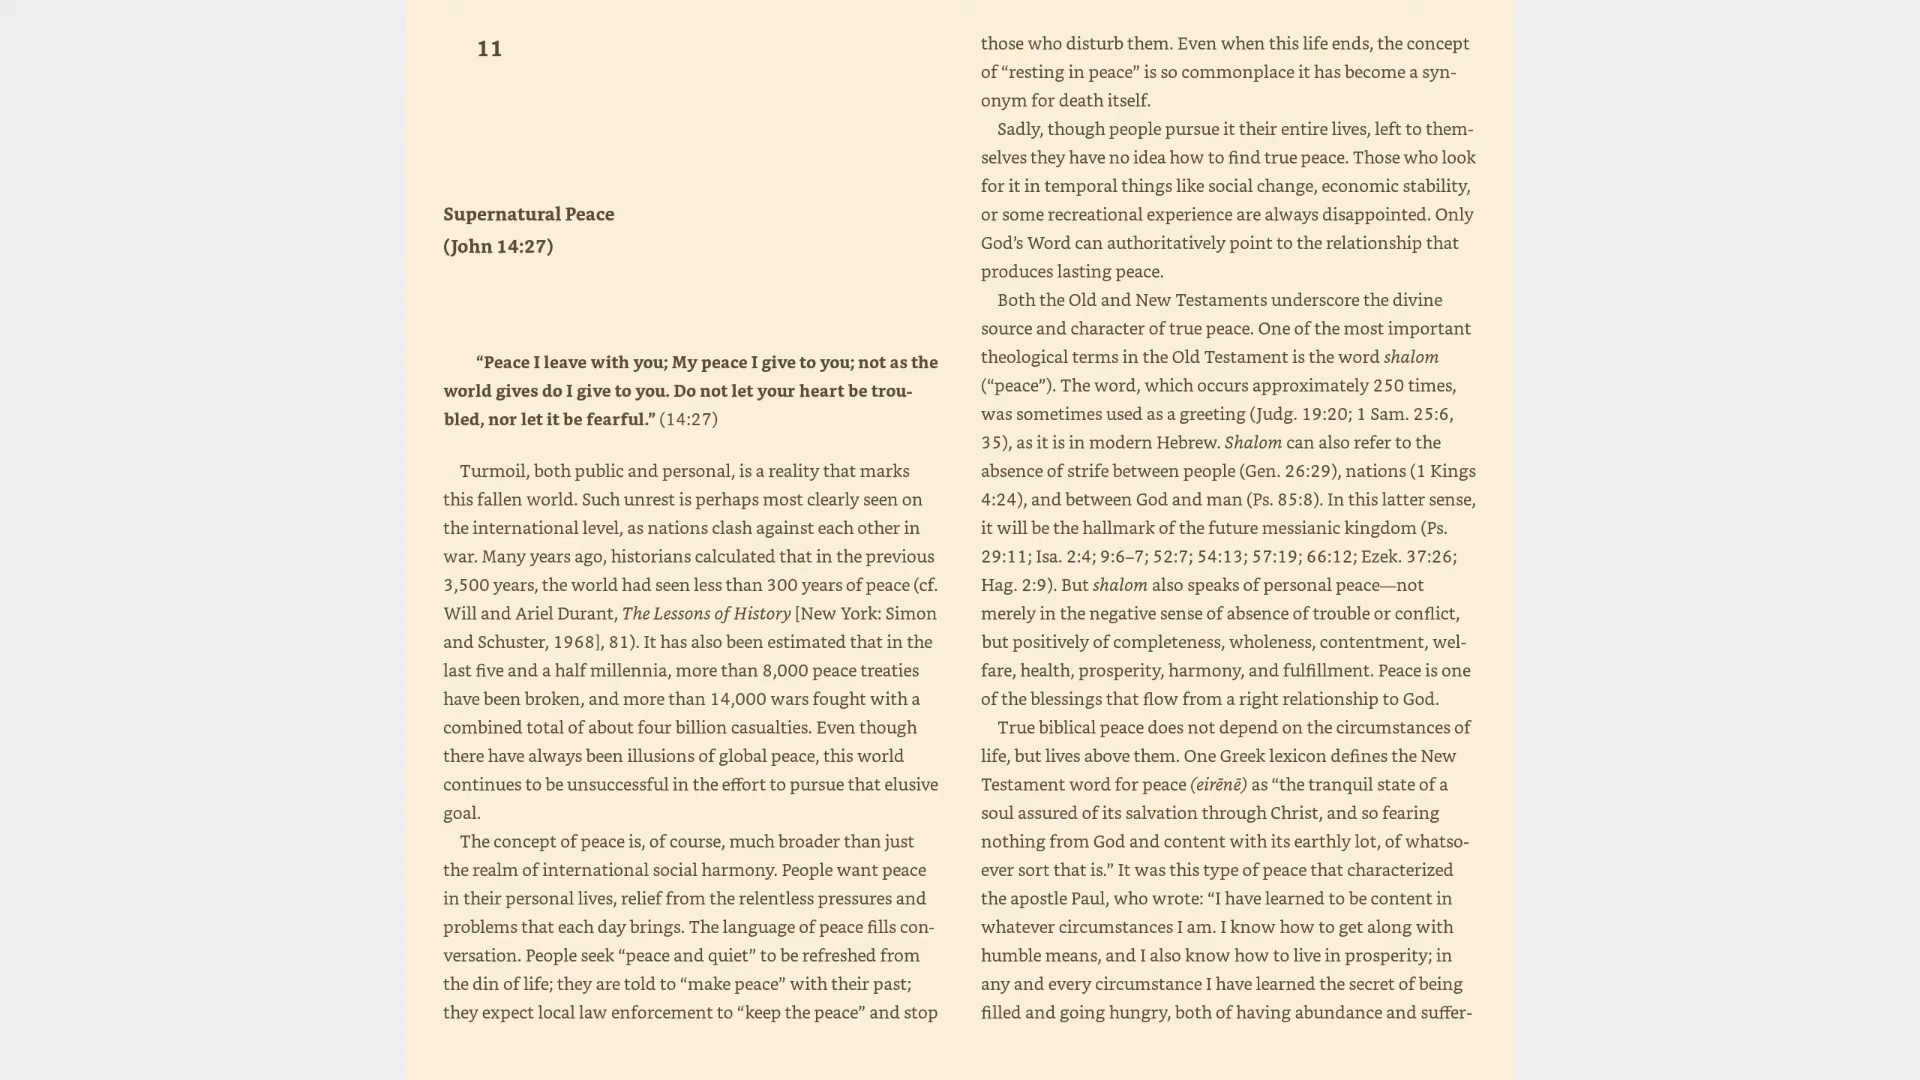 11
Supernatural Peace
(John 14:27)
“Peace I leave with you; My peace I give to you; not as the
world gives do I give to you. Do not let your heart be trou-
bled, nor let it be fearful.” (14:27)
Turmoil, both public and personal, is a reality that marks
this fallen world. Such unrest is perhaps most clearly seen on
the international level, as nations clash against each other in
war. Many years ago, historians calculated that in the previous
3,500 years, the world had seen less than 300 years of peace (cf.
Will and Ariel Durant, The Lessons of History [New York: Simon
and Schuster, 1968], 81). It has also been estimated that in the
last five and a half millennia, more than 8,000 peace treaties
have been broken, and more than 14,000 wars fought with a
combined total of about four billion casualties. Even though
there have always been illusions of global peace, this world
continues to be unsuccessful in the effort to pursue that elusive
goal.
The concept of peace is, of course, much broader than just
the realm of international social harmony. People want peace
in their personal lives, relief from the relentless pressures and
problems that each day brings. The language of peace fills con-
versation. People seek “peace and quiet” to be refreshed from
the din of life; they are told to “make peace” with their past;
they expect local law enforcement to “keep the peace” and stop
those who disturb them. Even when this life ends, the concept
of “resting in peace” is so commonplace it has become a syn-
onym for death itself.
Sadly, though people pursue it their entire lives, left to them-
selves they have no idea how to find true peace. Those who look
for it in temporal things like social change, economic stability,
or some recreational experience are always disappointed. Only
God’s Word can authoritatively point to the relationship that
produces lasting peace.
Both the Old and New Testaments underscore the divine
source and character of true peace. One of the most important
theological terms in the Old Testament is the word shalom
(“peace”). The word, which occurs approximately 250 times,
was sometimes used as a greeting (Judg. 19:20; 1 Sam. 25:6,
35), as it is in modern Hebrew. Shalom can also refer to the
absence of strife between people (Gen. 26:29), nations (1 Kings
4:24), and between God and man (Ps. 85:8). In this latter sense,
it will be the hallmark of the future messianic kingdom (Ps.
29:11; Isa. 2:4; 9:6–7; 52:7; 54:13; 57:19; 66:12; Ezek. 37:26;
Hag. 2:9). But shalom also speaks of personal peace—not
merely in the negative sense of absence of trouble or conflict,
but positively of completeness, wholeness, contentment, wel-
fare, health, prosperity, harmony, and fulfillment. Peace is one
of the blessings that flow from a right relationship to God.
True biblical peace does not depend on the circumstances of
life, but lives above them. One Greek lexicon defines the New
Testament word for peace (eirēnē) as “the tranquil state of a
soul assured of its salvation through Christ, and so fearing
nothing from God and content with its earthly lot, of whatso-
ever sort that is.” It was this type of peace that characterized
the apostle Paul, who wrote: “I have learned to be content in
whatever circumstances I am. I know how to get along with
humble means, and I also know how to live in prosperity; in
any and every circumstance I have learned the secret of being
filled and going hungry, both of having abundance and suffer-